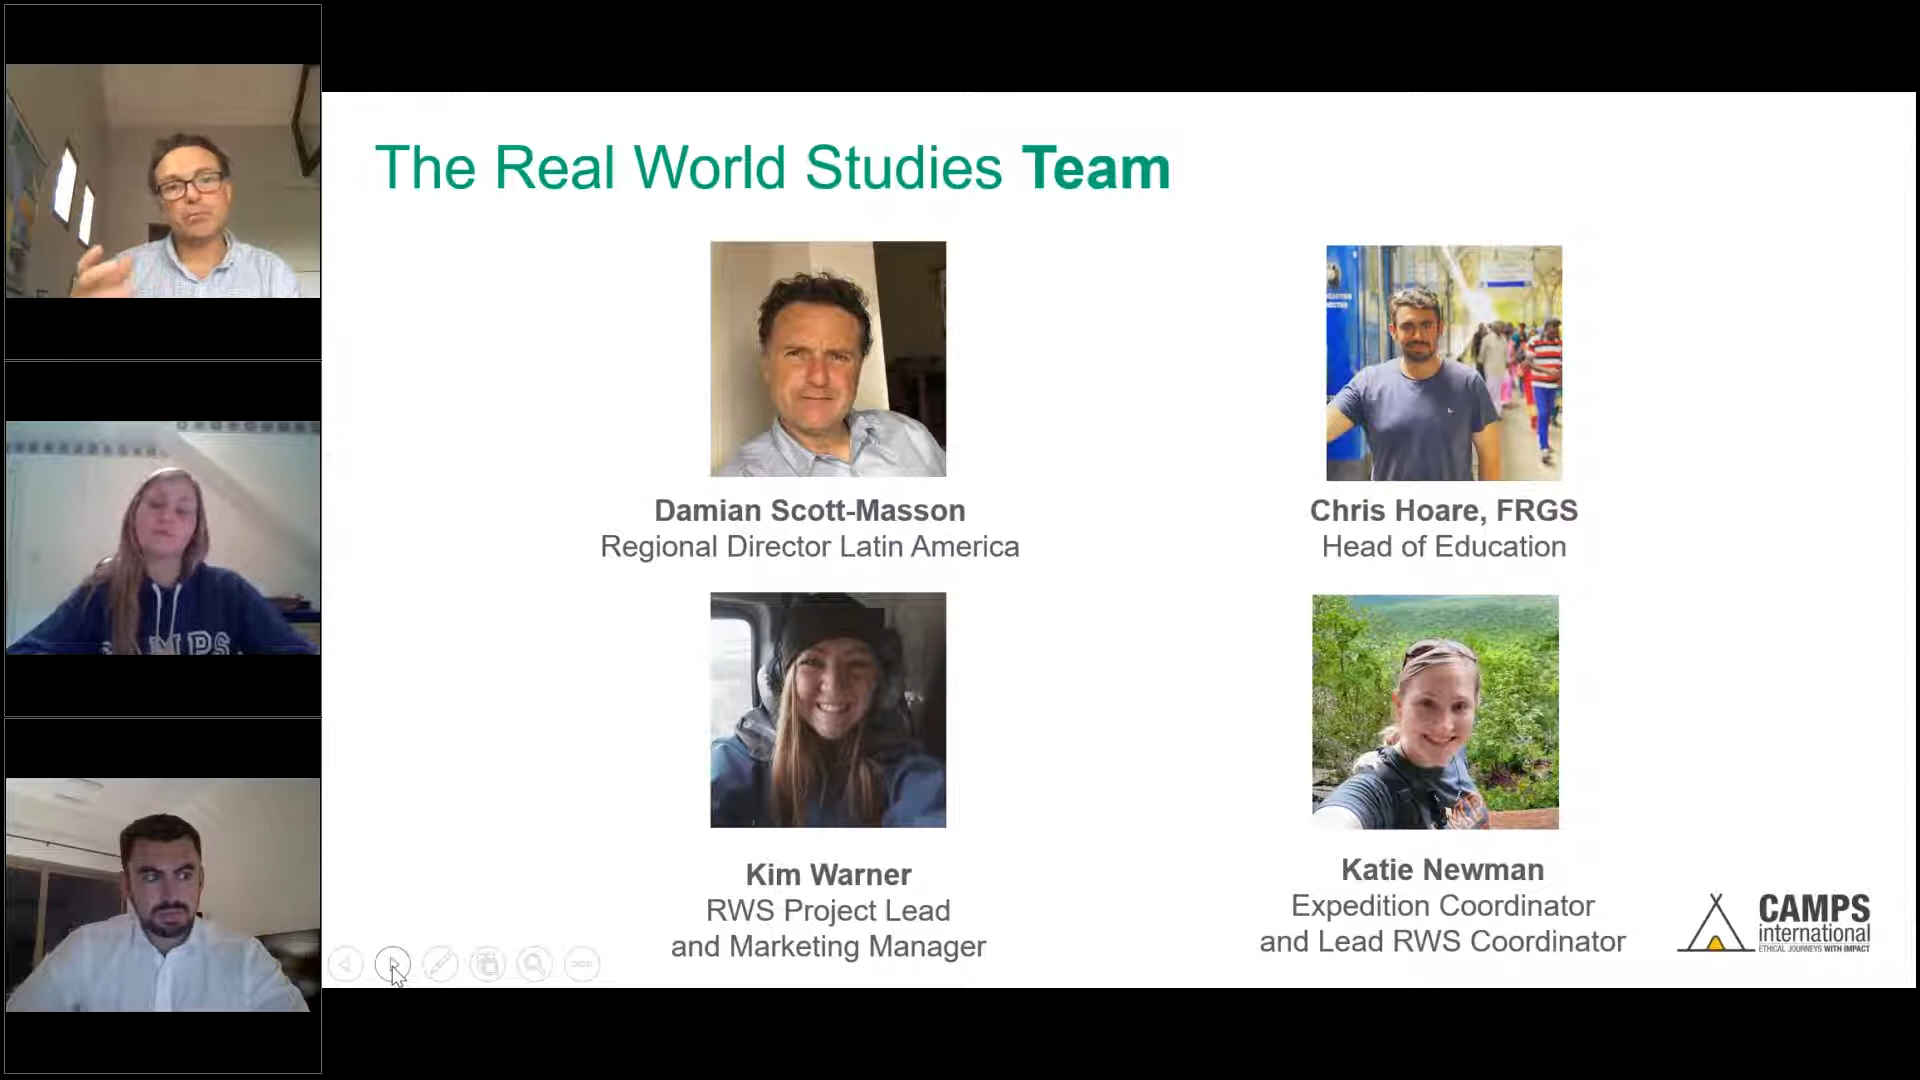 The Real World Studies Team
Damian Scott-Masson
Regional Director Latin America
Chris Hoare, FRGS
Head of Education
Kim Warner
RWS Project Lead
and Marketing Manager
Katie Newman
Expedition Coordinator
and Lead RWS Coordinator
CAMPS
international
ETHICAL JOURNEYS WITH IMPACT